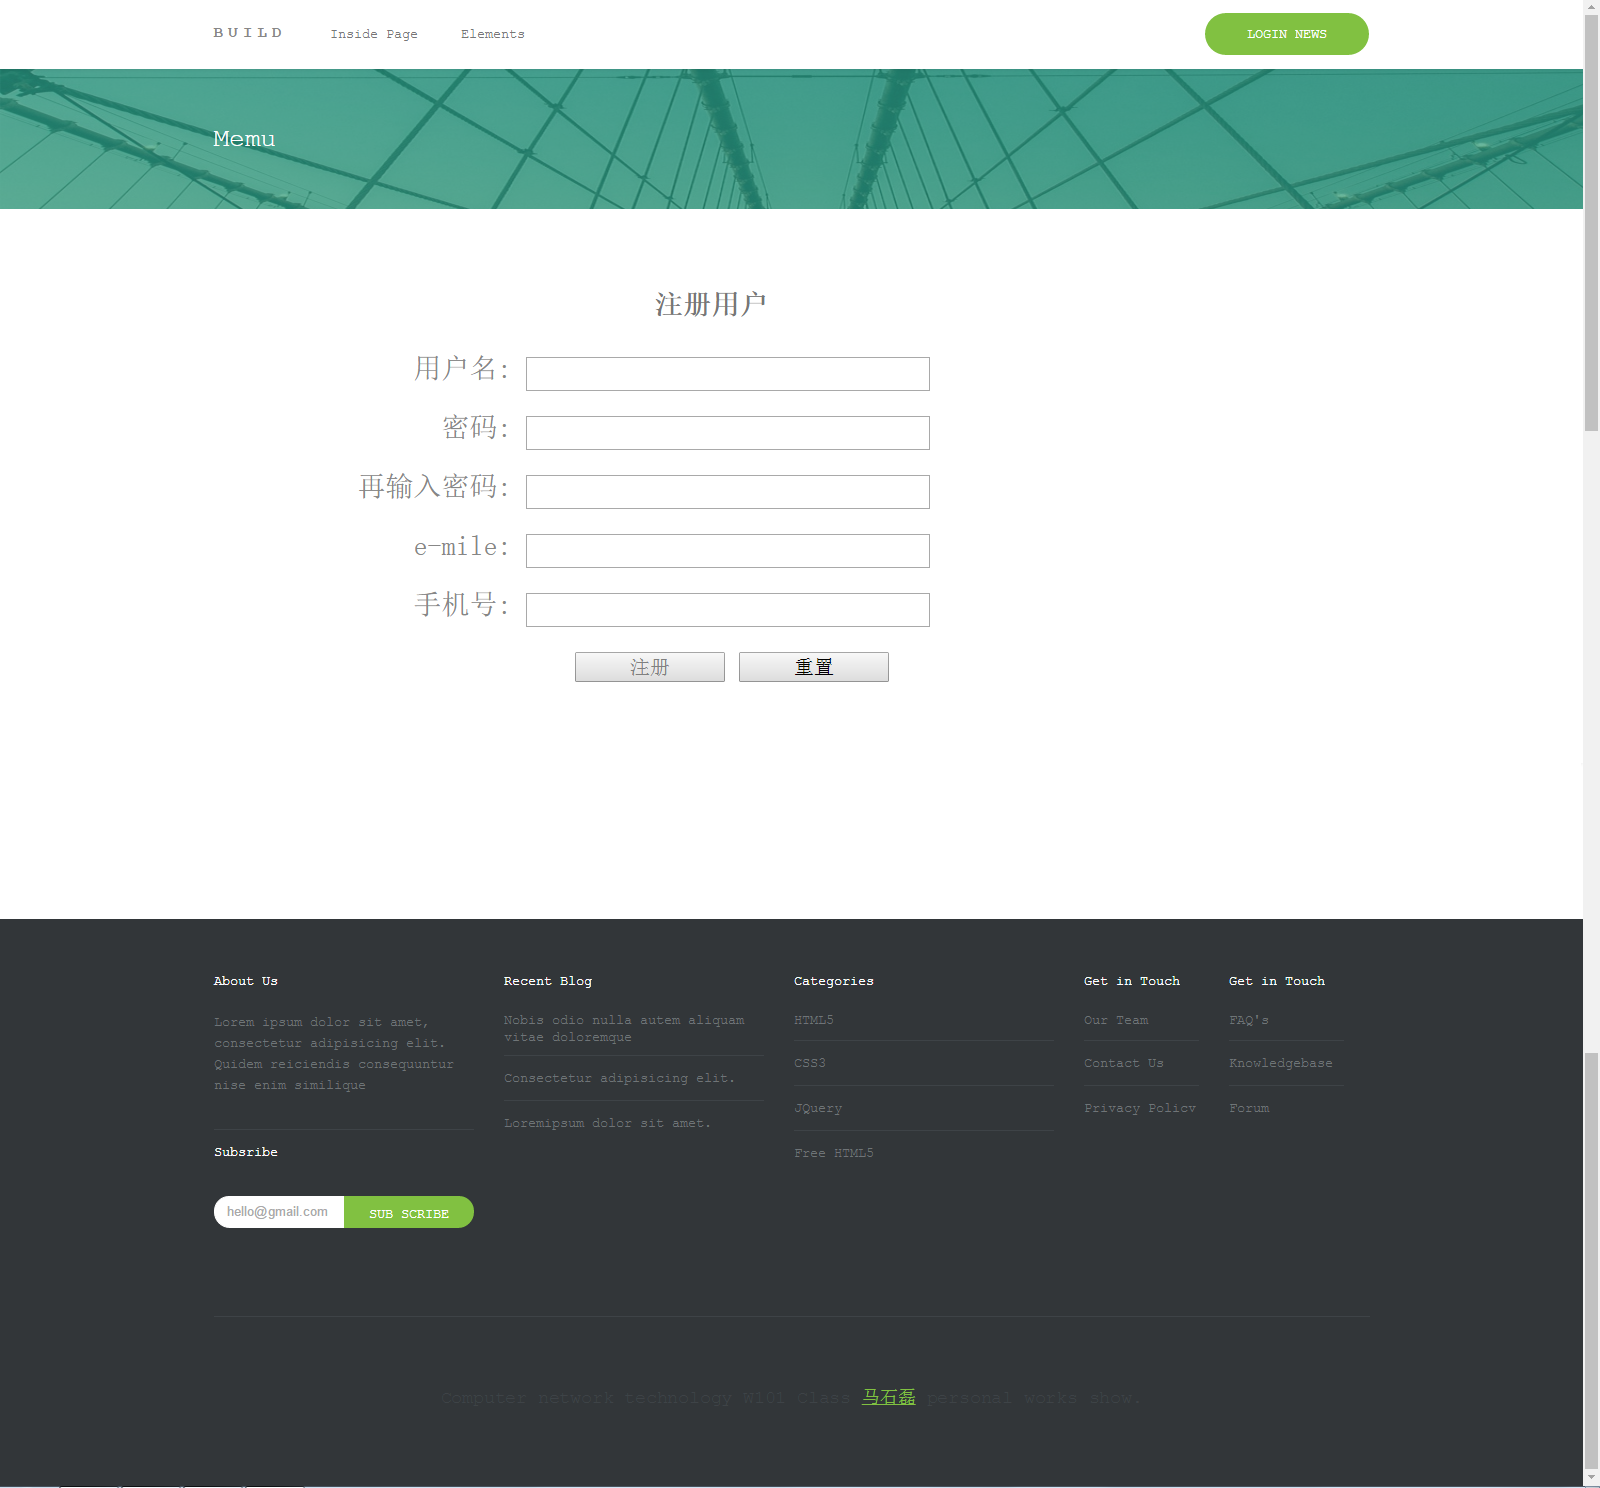 BUILD Inside Page Elements LOGIN NEWS
Memu
注册用户
用户名:
密码:
再输入密码:
e-mile:
手机号:
注册 重置
About Us
Lorem ipsum dolor sit amet,
consectetur adipisicing elit.
Quidem reiciendis consequuntur
nise enim similique
Subsribe
hello@gmail.com SUB SCRIBE
Recent Blog
Nobis odio nulla autem aliquam
vitae doloremque
Consectetur adipisicing elit.
Loremipsum dolor sit amet.
Categories
HTML5
CSS3
JQuery
Free HTML5
Get in Touch
Our Team
Contact Us
Privacy Policy
Get in Touch
FAQ's
Knowledgebase
Forum
Computer network technology W101 Class 马石磊 personal works show.